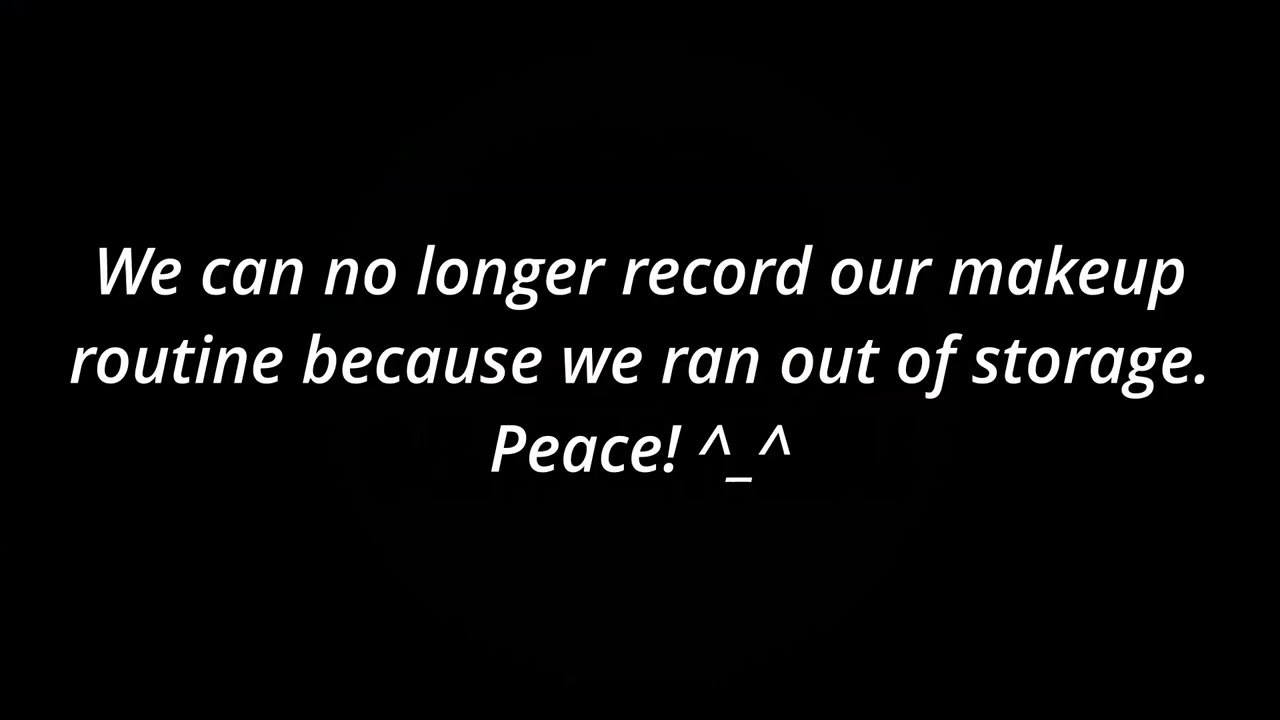 We can no longer record our makeup
routine because we ran out of storage.
Peace! ^_^